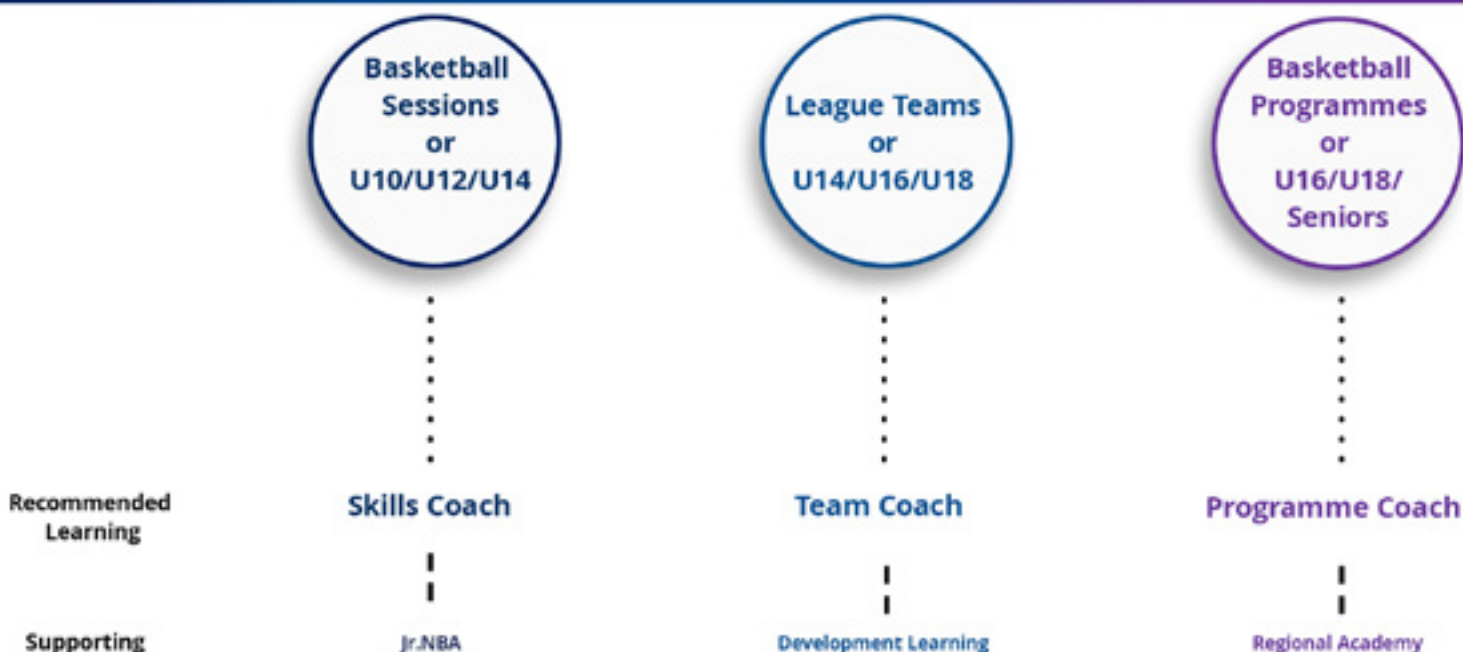 Basketball
Sessions
or
U10/U12/U14
League Teams
or
U14/U16/U18
Basketball
Programmes
or
U16/U18/
Seniors
Recommended
Learning
Skills Coach
Team Coach
Programme Coach
Supporting
Jr.NBA
Development Learning
Regional Academy